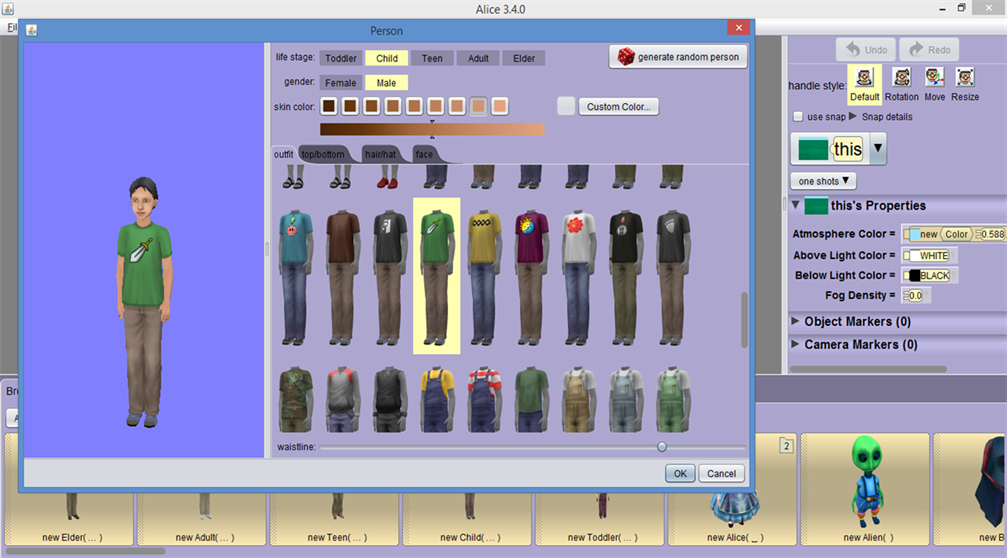 Alice 3.4.0
Person
life stage: Toddler Child Teen Adult Elder
generate random person
gender: Female Male
skin color: Custom Color...
outfit top/bottom hair/hat face
waistline:
OK Cancel
Undo Redo
handle style: Default Rotation Move Resize
use snap Snap details
this
one shots
this's Properties
Atmosphere Color = new Color 0.588
Above Light Color = WHITE
Below Light Color = BLACK
Fog Density = 0.0
Object Markers (0)
Camera Markers (0)
2
new Elder( ... ) new Adult( ... ) new Teen( ... ) new Child( ... ) new Toddler( ... ) new Alice( _ ) new Alien( )